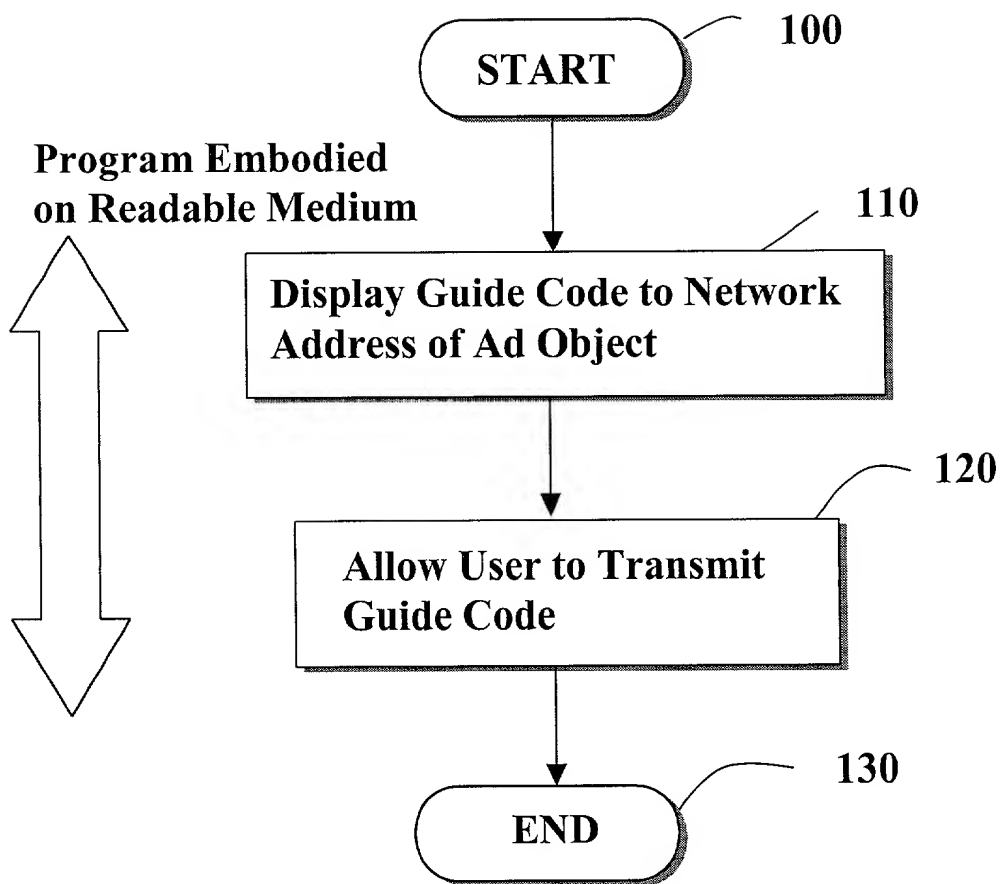 100
START
Program Embodied
on Readable Medium
110
Display Guide Code to Network
Address of Ad Object
120
Allow User to Transmit
Guide Code
130
END